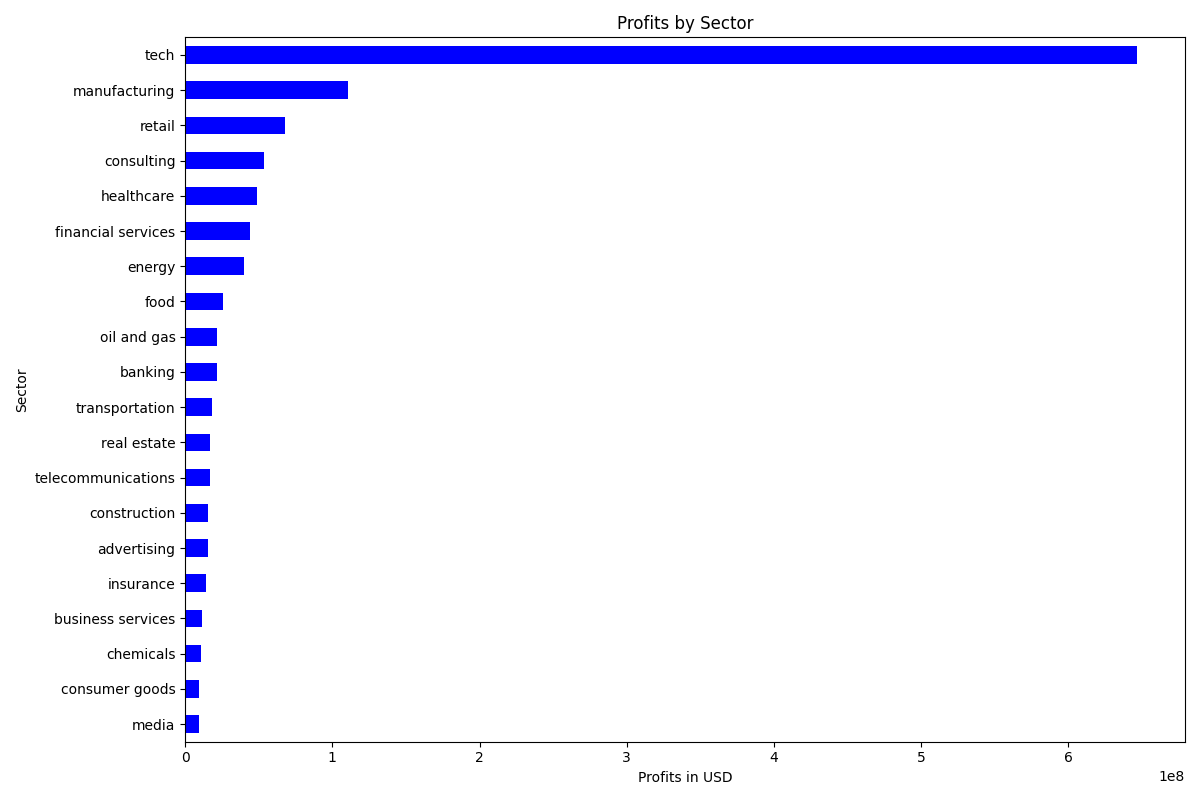 Profits by Sector
tech
manufacturing
retail
consulting
healthcare
financial services
energy
food
oil and gas
banking
transportation
real estate
telecommunications
construction
advertising
insurance
business services
chemicals
consumer goods
media
Sector
0 1 2 3 4 5 6
1e8
Profits in USD